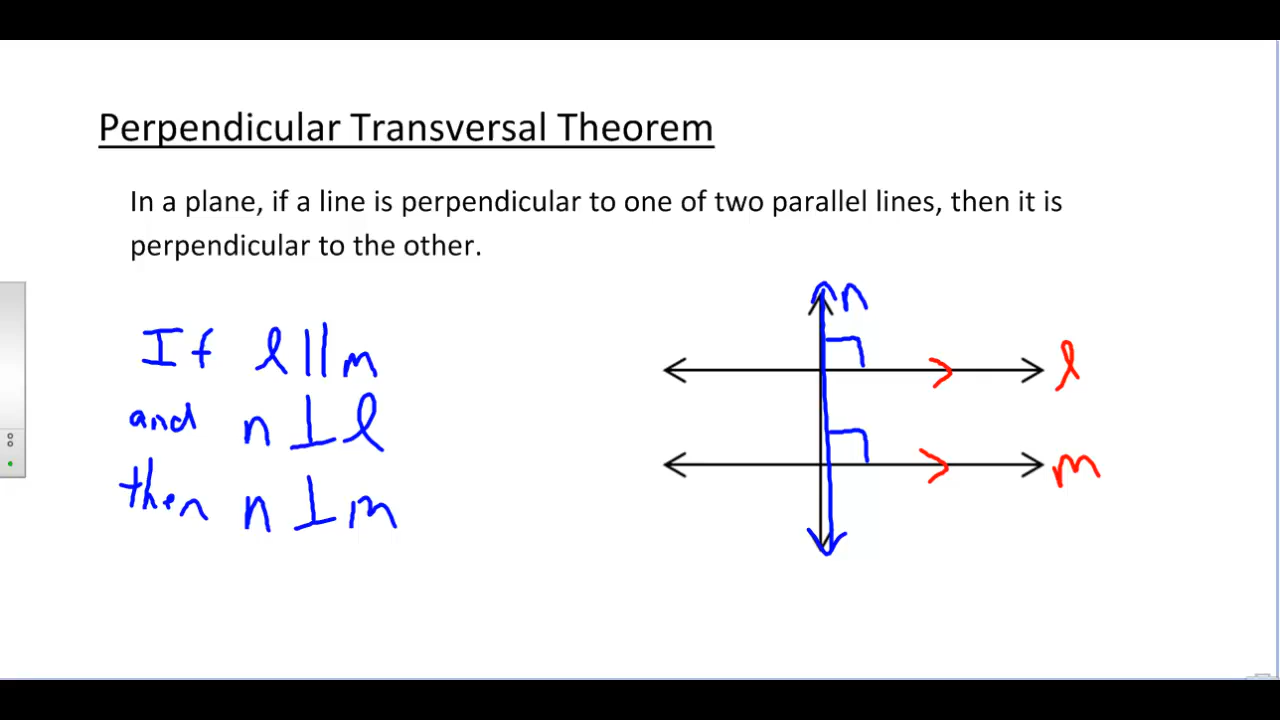 Perpendicular Transversal Theorem
In a plane, if a line is perpendicular to one of two parallel lines, then it is
perpendicular to the other.
If ℓ || m
and n ⊥ ℓ
then n ⊥ m
n
ℓ
m